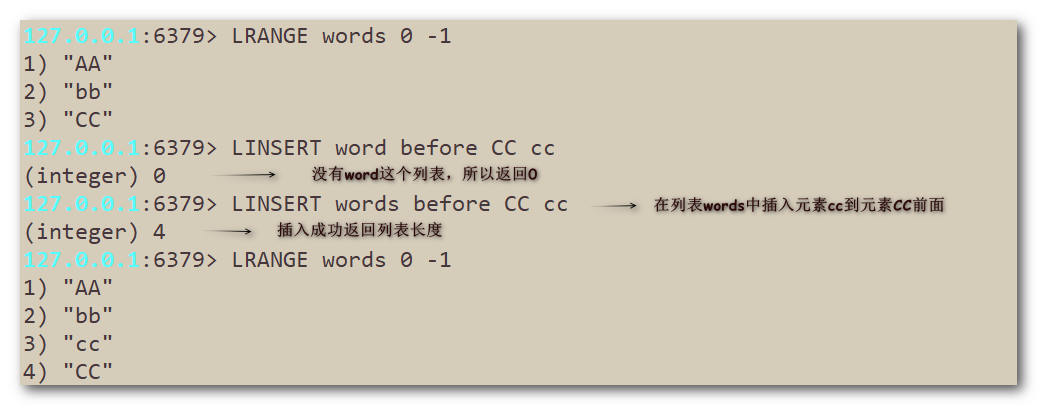 127.0.0.1:6379> LRANGE words 0 -1
1) "AA"
2) "bb"
3) "CC"
127.0.0.1:6379> LINSERT word before CC cc
(integer) 0 没有word这个列表，所以返回0
127.0.0.1:6379> LINSERT words before CC cc 在列表words中插入元素cc到元素CC前面
(integer) 4 插入成功返回列表长度
127.0.0.1:6379> LRANGE words 0 -1
1) "AA"
2) "bb"
3) "cc"
4) "CC"